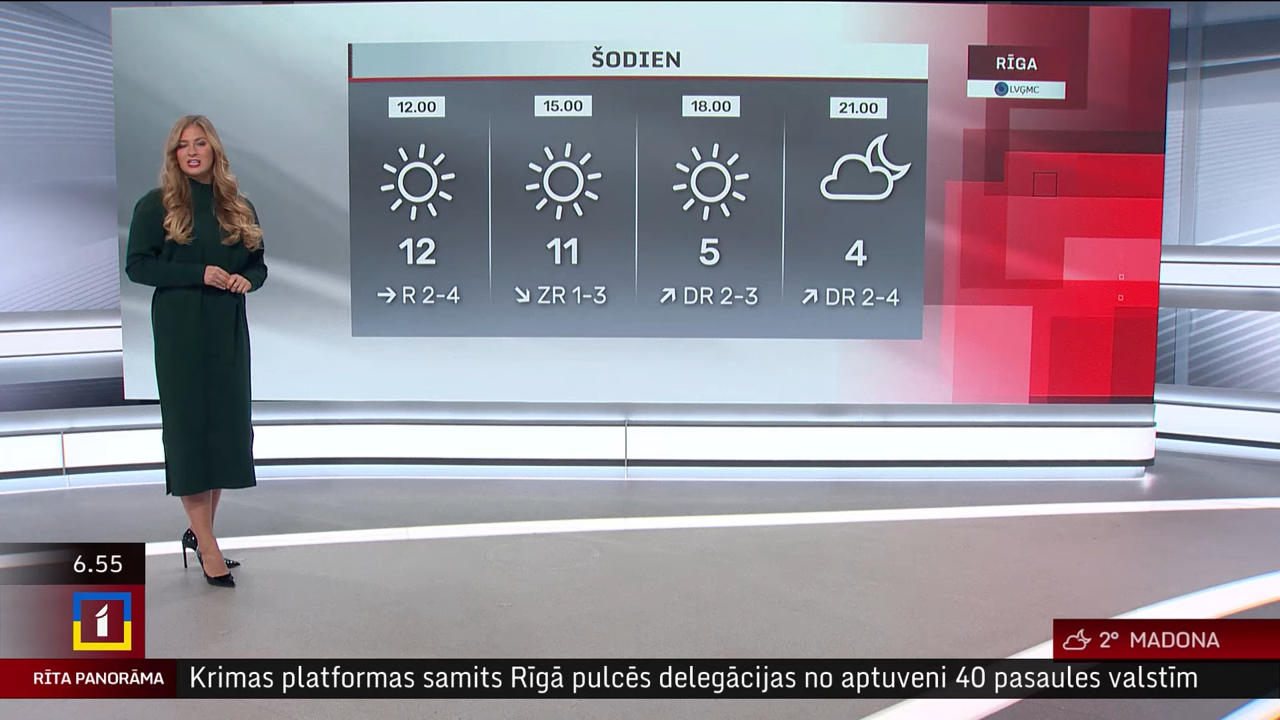 ŠODIEN
RĪGA
LVĢMC
12.00 15.00 18.00 21.00
12 11 5 4
R 2-4 ZR 1-3 DR 2-3 DR 2-4
6.55
1
2° MADONA
RĪTA PANORĀMA Krimas platformas samits Rīgā pulcēs delegācijas no aptuveni 40 pasaules valstīm